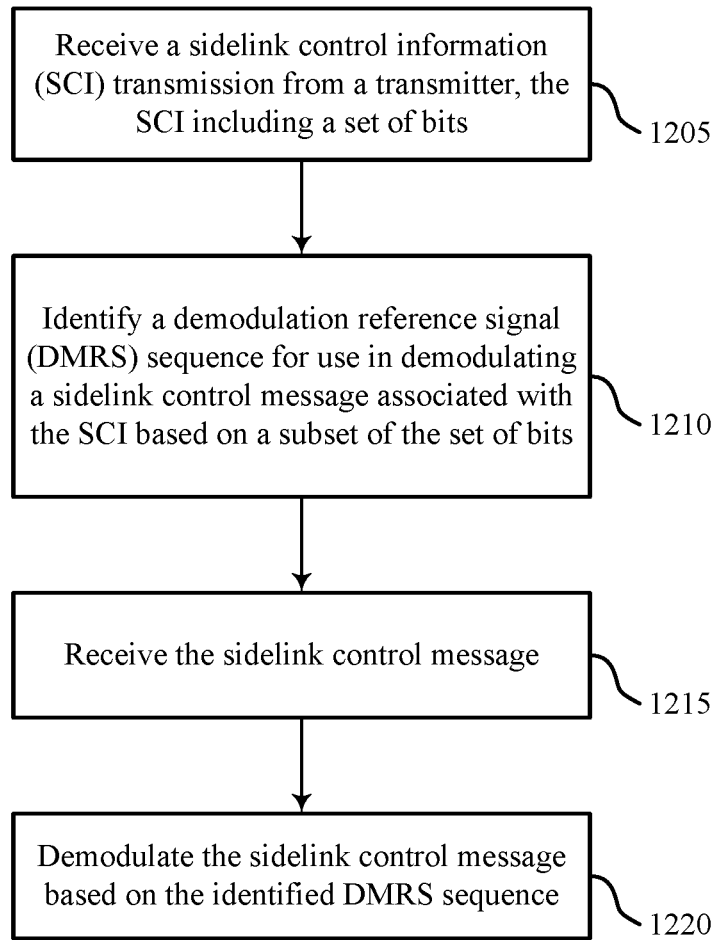 Receive a sidelink control information
(SCI) transmission from a transmitter, the
SCI including a set of bits
1205
Identify a demodulation reference signal
(DMRS) sequence for use in demodulating
a sidelink control message associated with
the SCI based on a subset of the set of bits
1210
Receive the sidelink control message
1215
Demodulate the sidelink control message
based on the identified DMRS sequence
1220